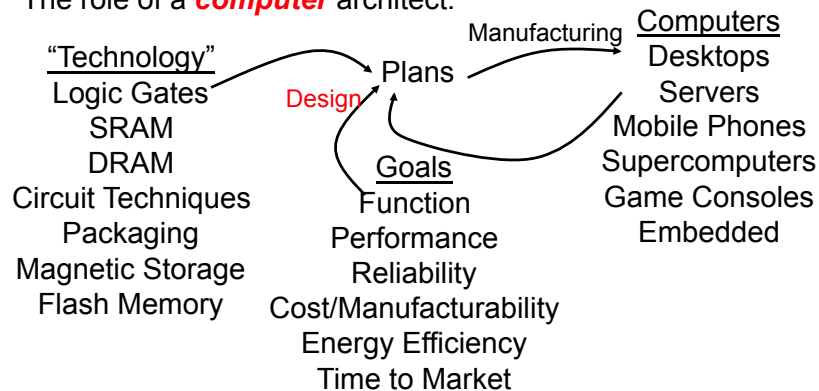 The role of a computer architect:
"Technology"
Logic Gates
SRAM
DRAM
Circuit Techniques
Packaging
Magnetic Storage
Flash Memory
Design
Plans
Goals
Function
Performance
Reliability
Cost/Manufacturability
Energy Efficiency
Time to Market
Manufacturing
Computers
Desktops
Servers
Mobile Phones
Supercomputers
Game Consoles
Embedded